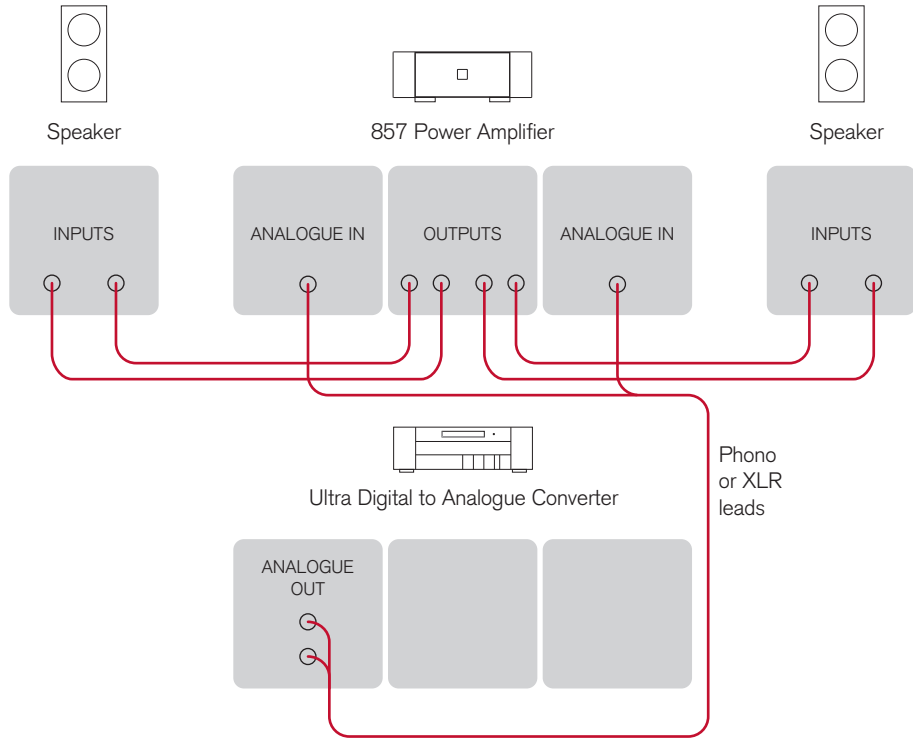 Speaker
857 Power Amplifier
Speaker
INPUTS
ANALOGUE IN
OUTPUTS
ANALOGUE IN
INPUTS
Phono
or XLR
leads
Ultra Digital to Analogue Converter
ANALOGUE
OUT